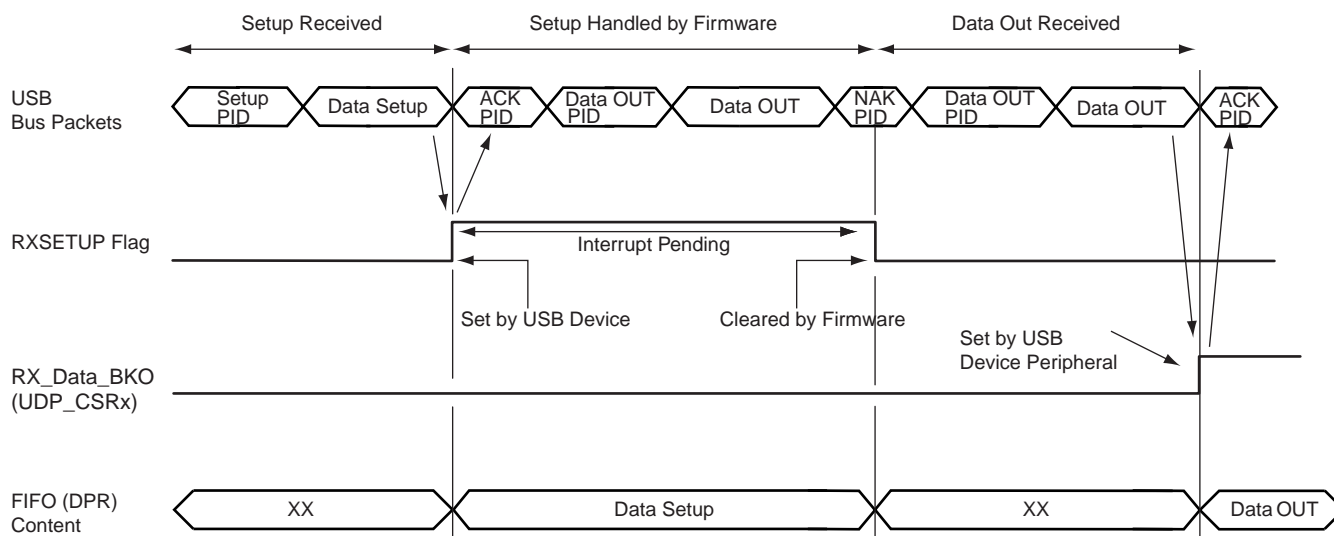 Setup Received
Setup Handled by Firmware
Data Out Received
USB
Bus Packets
Setup
PID
Data Setup
ACK
PID
Data OUT
PID
Data OUT
NAK
PID
Data OUT
PID
Data OUT
ACK
PID
RXSETUP Flag
Interrupt Pending
Set by USB Device
Cleared by Firmware
Set by USB
Device Peripheral
RX_Data_BKO
(UDP_CSRx)
FIFO (DPR)
Content
XX
Data Setup
XX
Data OUT